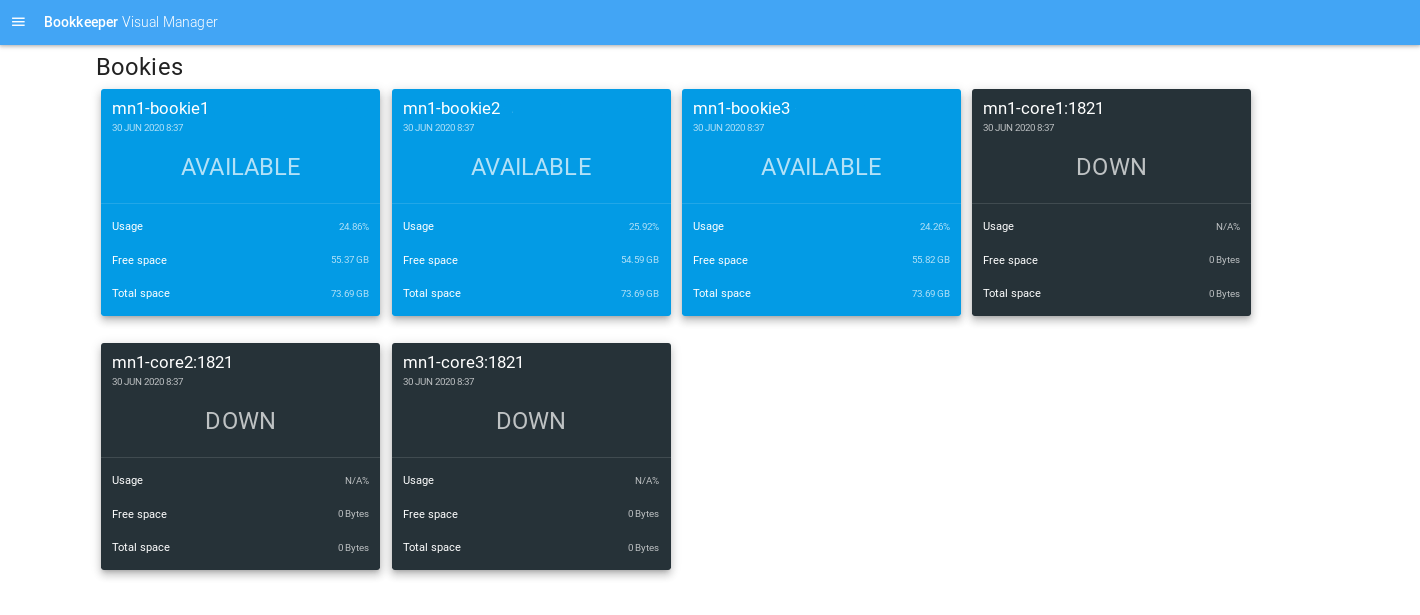 Bookkeeper Visual Manager
Bookies
mn1-bookie1
30 JUN 2020 8:37
AVAILABLE
Usage 24.86%
Free space 55.37 GB
Total space 73.69 GB
mn1-bookie2
30 JUN 2020 8:37
AVAILABLE
Usage 25.92%
Free space 54.59 GB
Total space 73.69 GB
mn1-bookie3
30 JUN 2020 8:37
AVAILABLE
Usage 24.26%
Free space 55.82 GB
Total space 73.69 GB
mn1-core1:1821
30 JUN 2020 8:37
DOWN
Usage N/A%
Free space 0 Bytes
Total space 0 Bytes
mn1-core2:1821
30 JUN 2020 8:37
DOWN
Usage N/A%
Free space 0 Bytes
Total space 0 Bytes
mn1-core3:1821
30 JUN 2020 8:37
DOWN
Usage N/A%
Free space 0 Bytes
Total space 0 Bytes